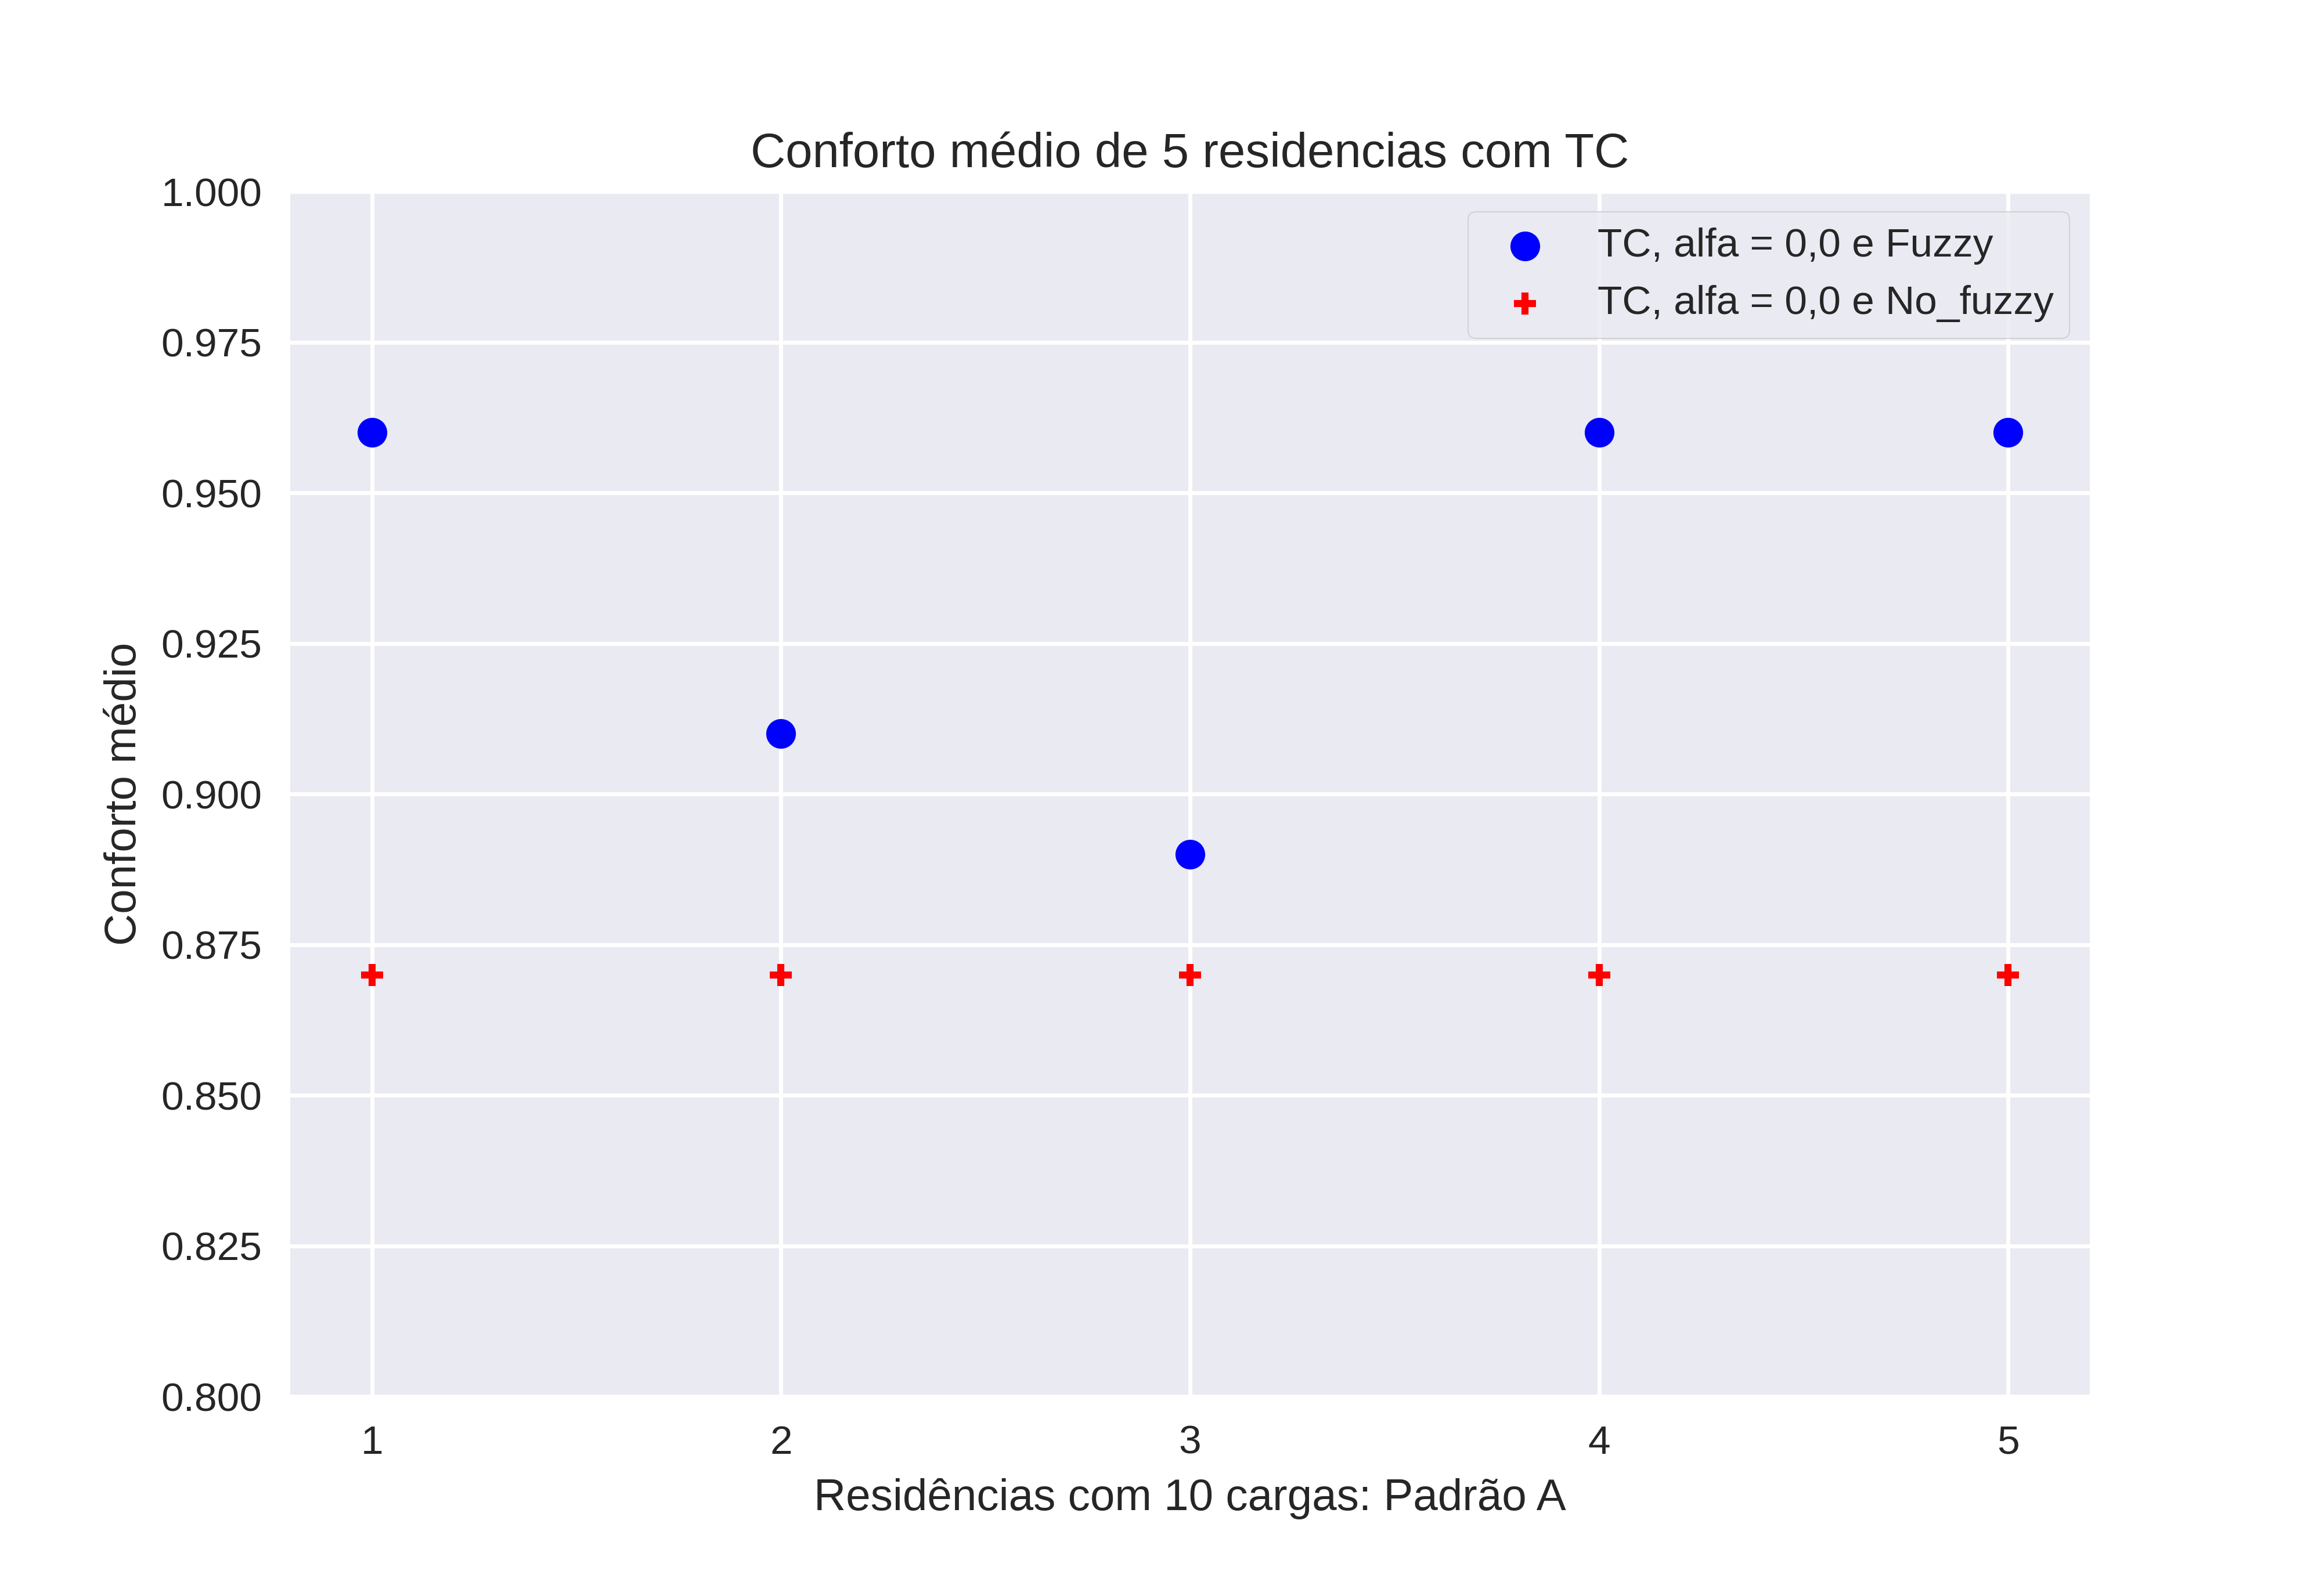 Conforto médio de 5 residencias com TC
1.000
0.975
0.950
0.925
0.900
0.875
0.850
0.825
0.800
Conforto médio
TC, alfa = 0,0 e Fuzzy
TC, alfa = 0,0 e No_fuzzy
1 2 3 4 5
Residências com 10 cargas: Padrão A